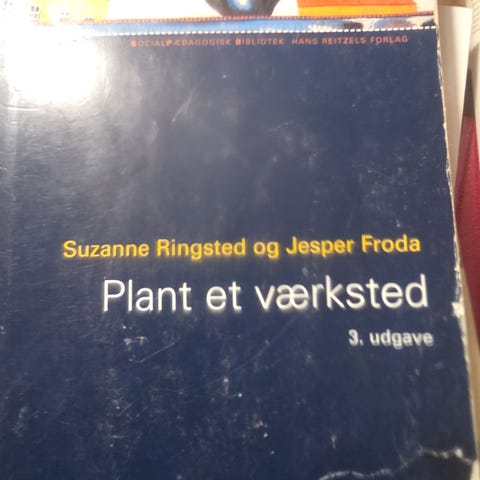 SOCIALPÆDAGOGISK BIBLIOTEK HANS REITZELS FORLAG
Suzanne Ringsted og Jesper Froda
Plant et værksted
3. udgave